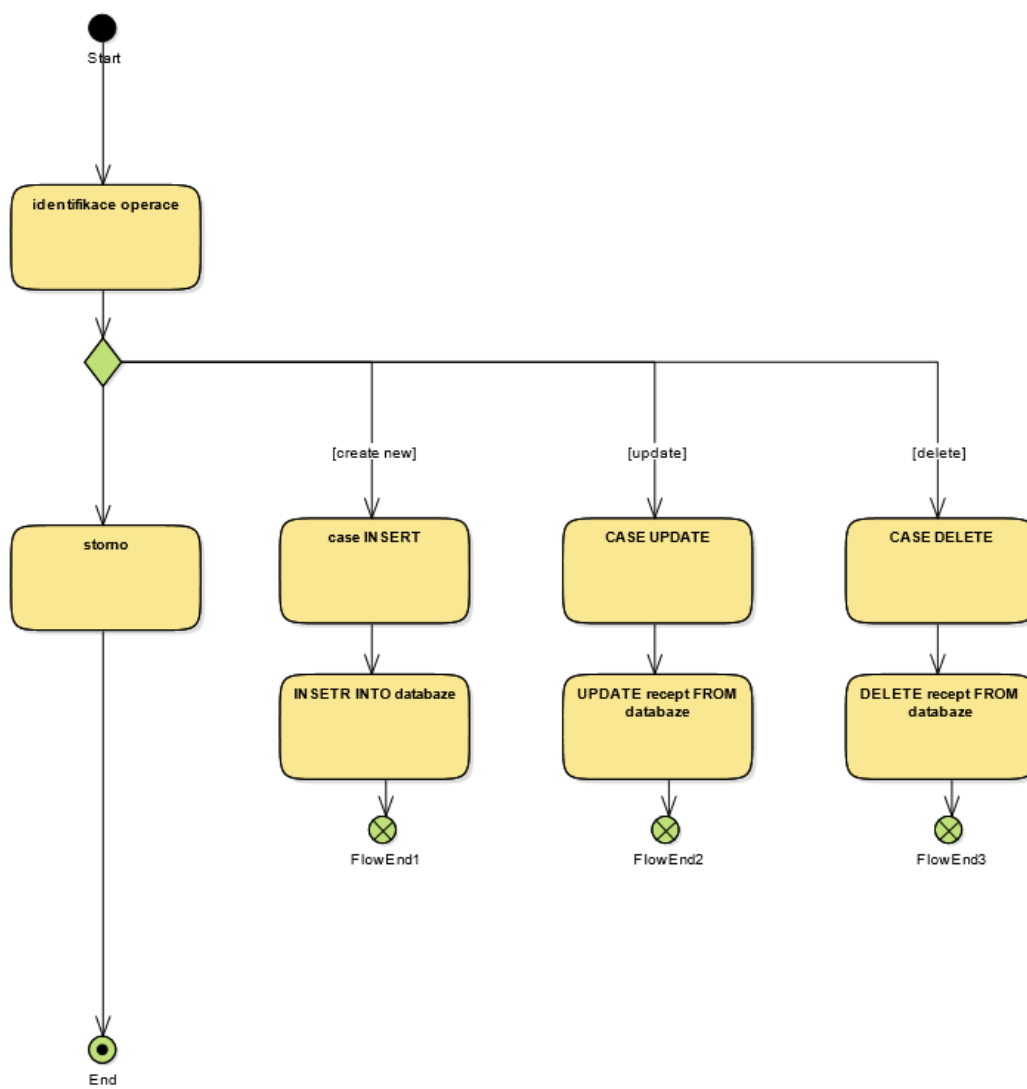 Start
identifikace operace
[create new]
[update]
[delete]
storno
case INSERT
CASE UPDATE
CASE DELETE
INSETR INTO databaze
UPDATE recept FROM
databaze
DELETE recept FROM
databaze
FlowEnd1
FlowEnd2
FlowEnd3
End